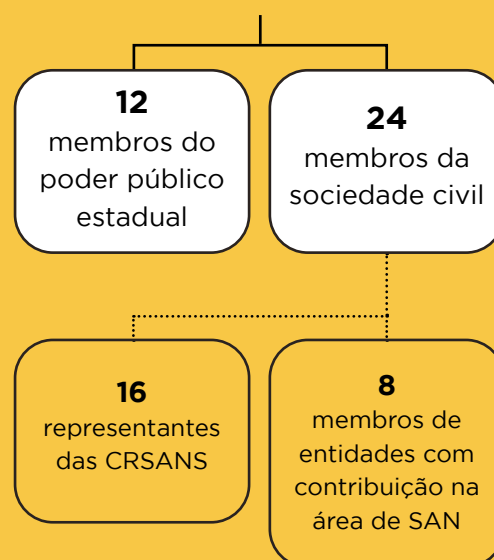 12
membros do
poder público
estadual
24
membros da
sociedade civil
16
representantes
das CRSANS
8
membros de
entidades com
contribuição na
área de SAN